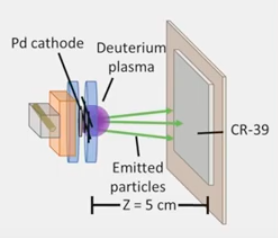 Pd cathode
Deuterium
plasma
CR-39
Emitted
particles
Z = 5 cm